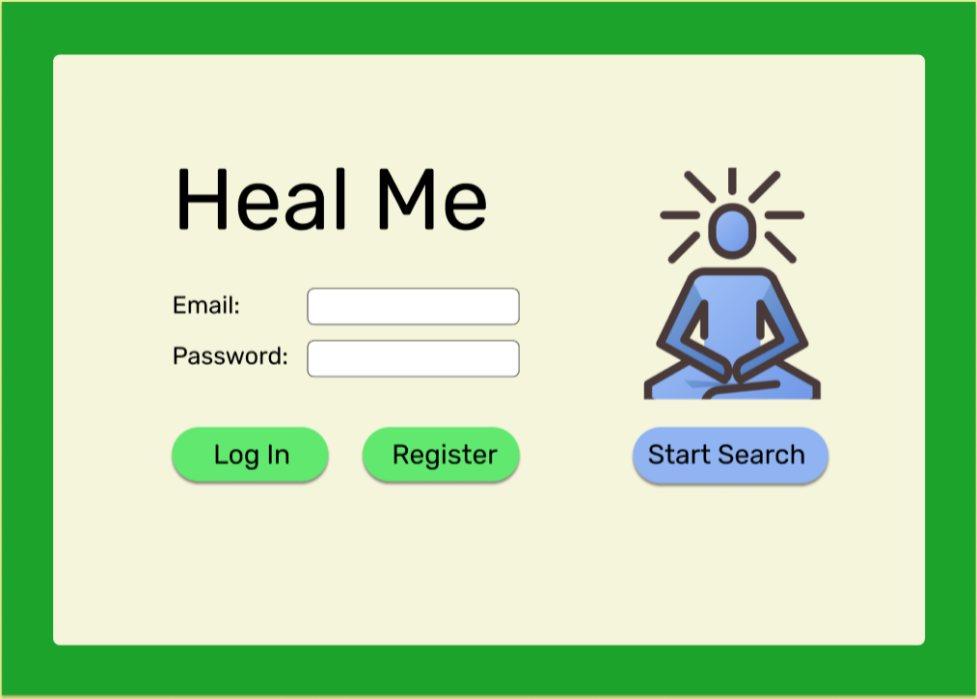 Heal Me
Email:
Password:
Log In
Register
Start Search